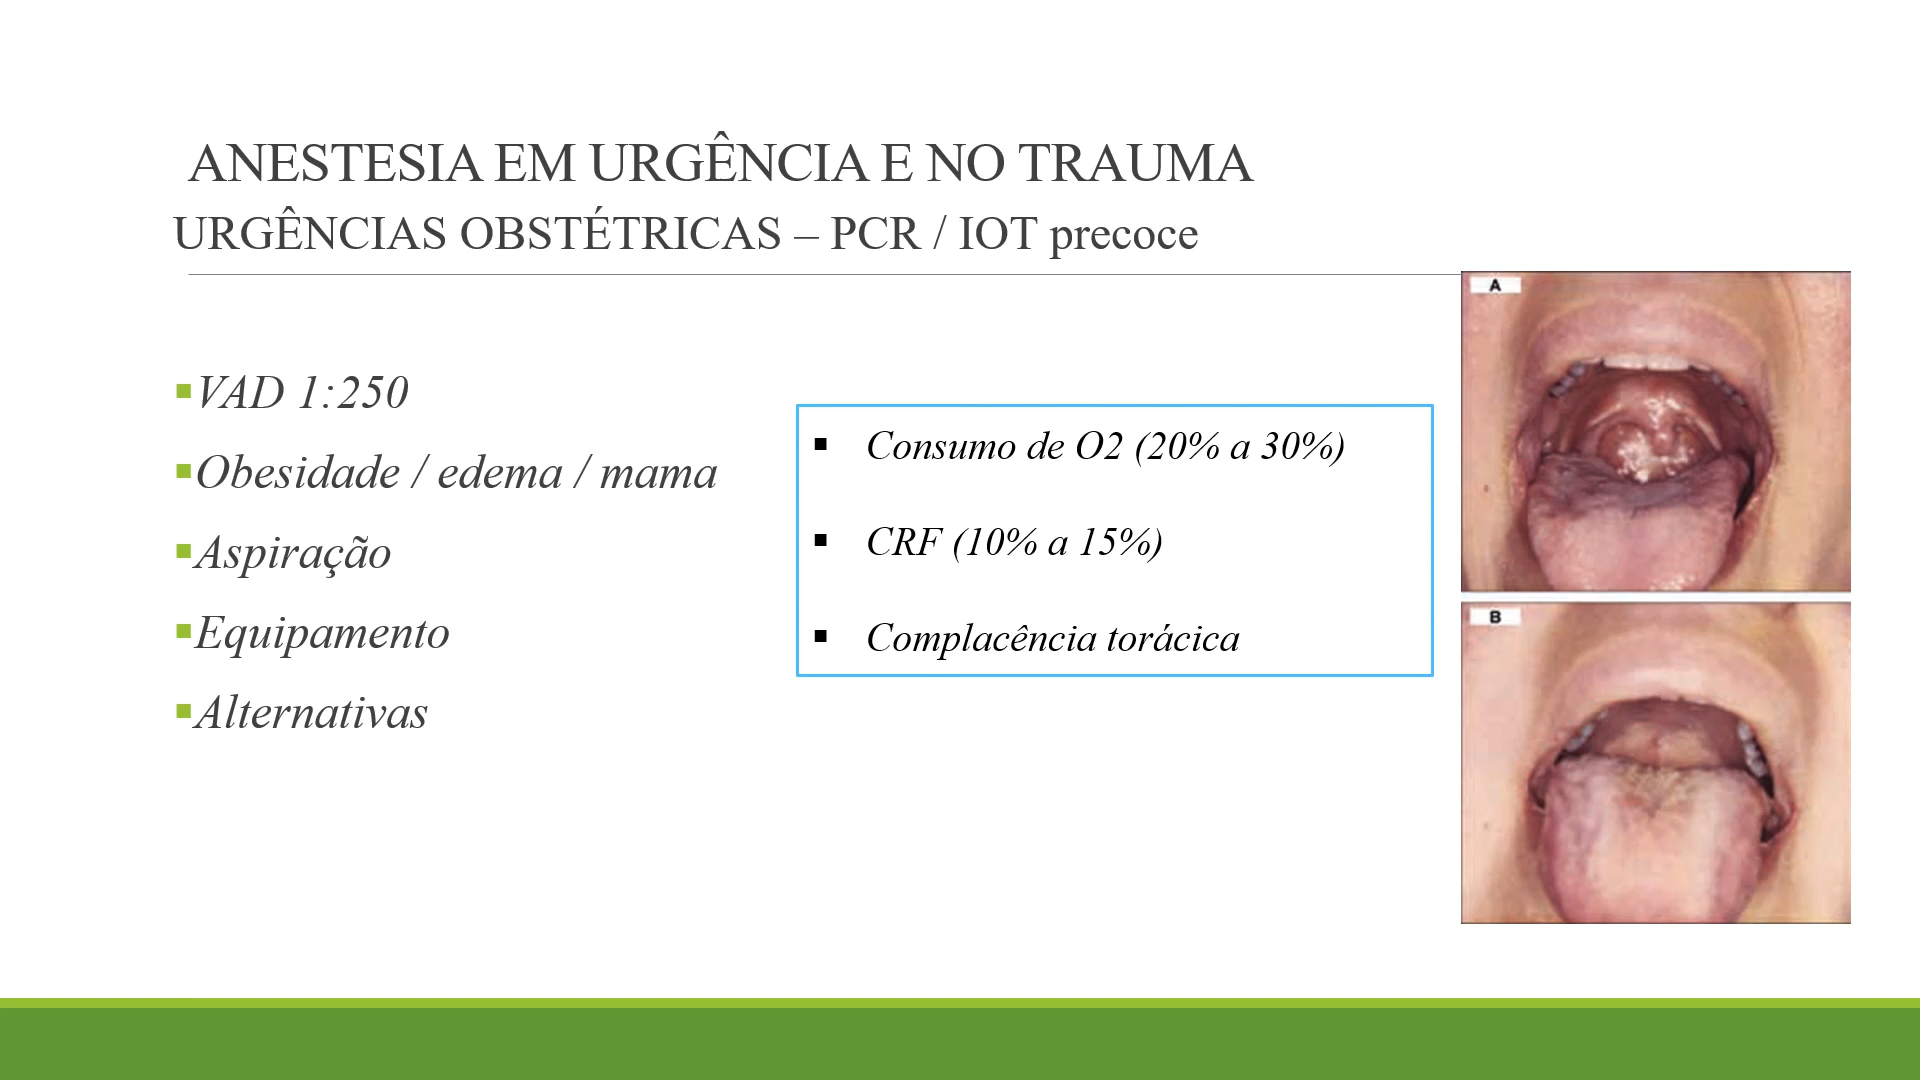 ANESTESIA EM URGÊNCIA E NO TRAUMA
URGÊNCIAS OBSTÉTRICAS – PCR / IOT precoce
VAD 1:250
Obesidade / edema / mama
Aspiração
Equipamento
Alternativas
Consumo de O2 (20% a 30%)
CRF (10% a 15%)
Complacência torácica
A
B